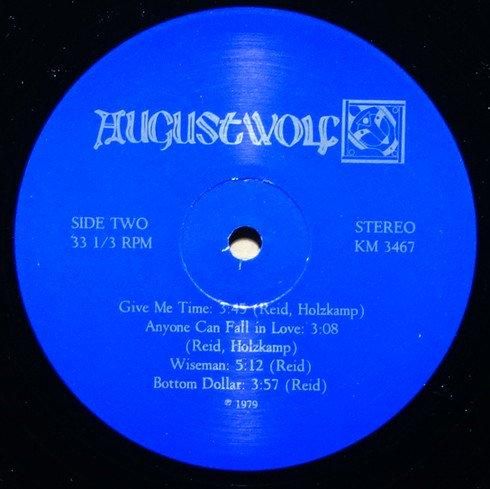 AUGUSTWOLF
SIDE TWO
33 1/3 RPM
STEREO
KM 3467
Give Me Time: 3:45 (Reid, Holzkamp)
Anyone Can Fall in Love: 3:08
(Reid, Holzkamp)
Wiseman: 5:12 (Reid)
Bottom Dollar: 3:57 (Reid)
℗ 1979